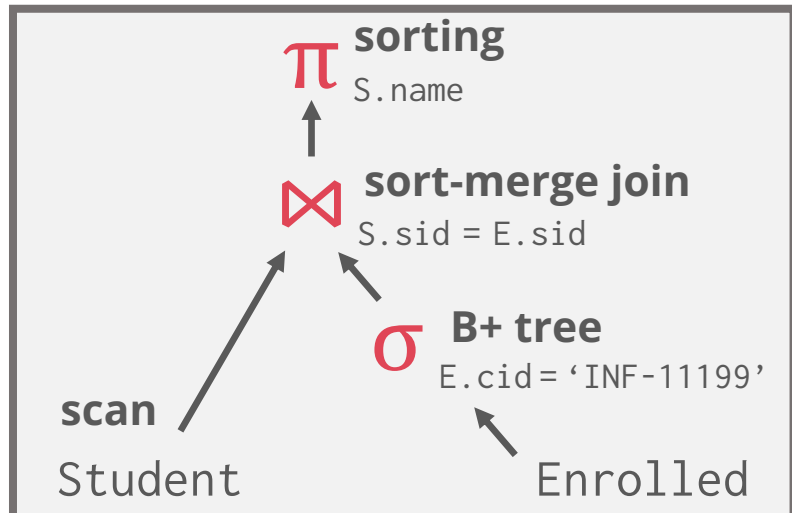 π sorting
S.name
⋈ sort-merge join
S.sid = E.sid
σ B+ tree
E.cid = ‘INF-11199’
scan
Student
Enrolled